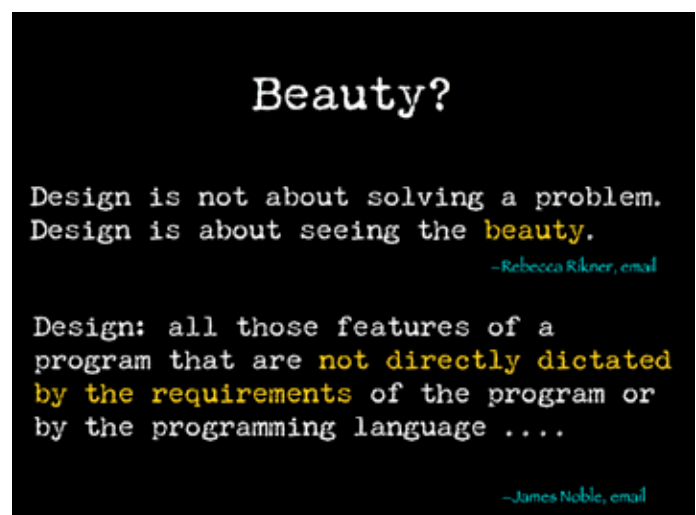 Beauty?
Design is not about solving a problem.
Design is about seeing the beauty.
–Rebecca Rikner, email
Design: all those features of a
program that are not directly dictated
by the requirements of the program or
by the programming language ....
–James Noble, email